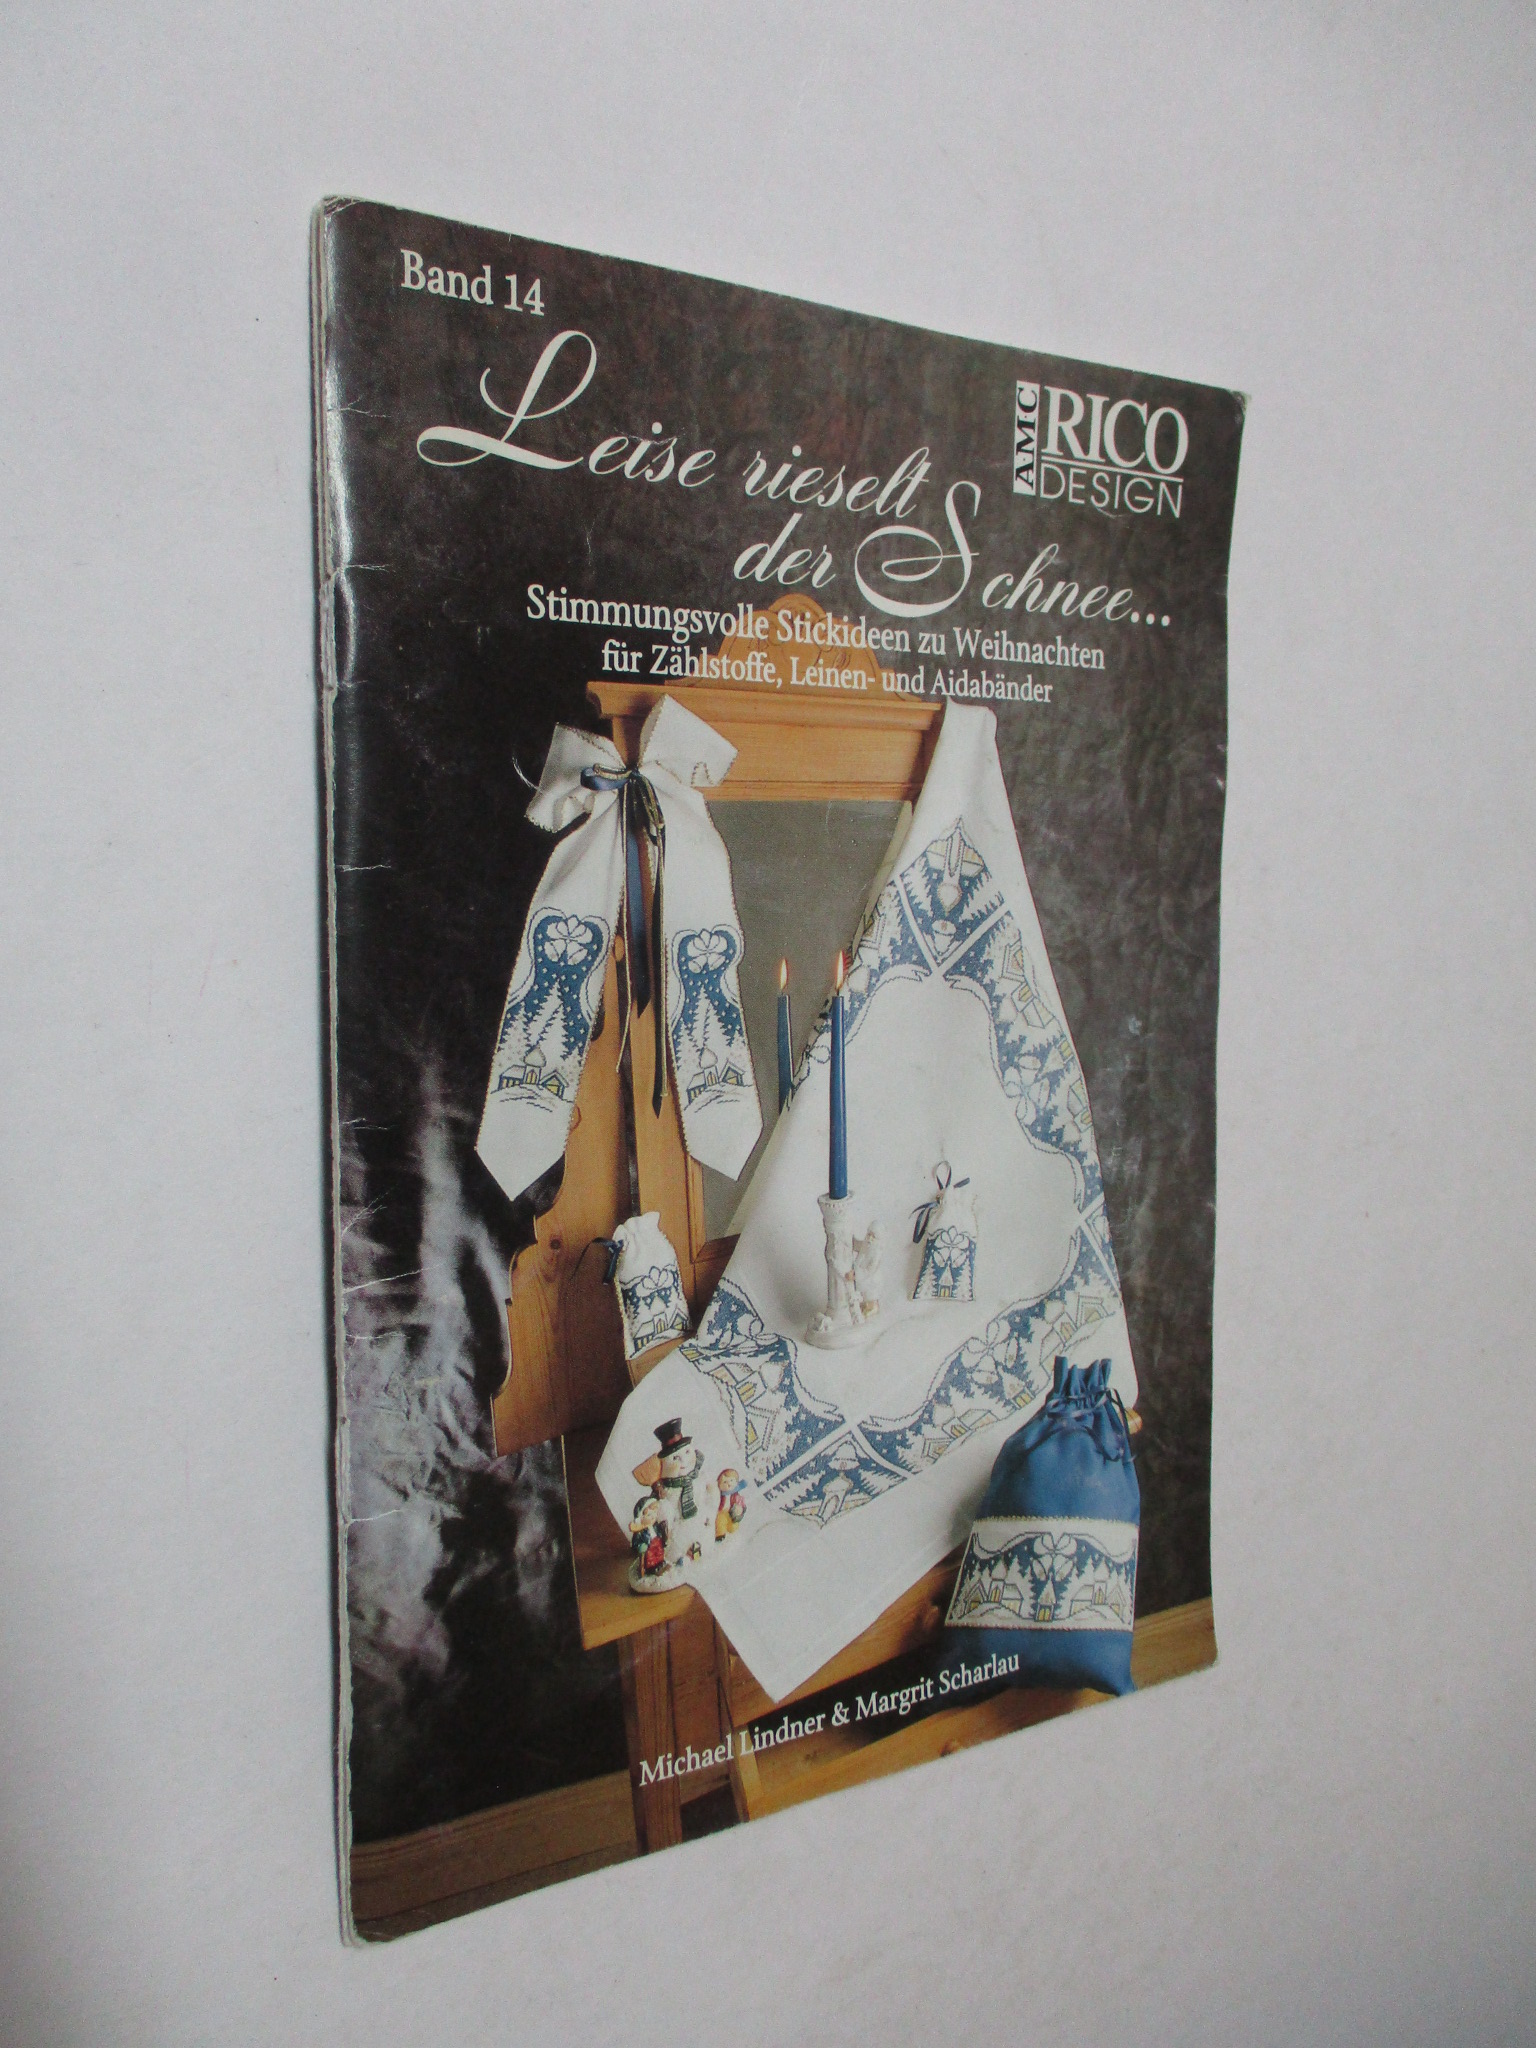 Band 14
AMC
RICO
DESIGN
Leise rieselt
der Schnee...
Stimmungsvolle Stickideen zu Weihnachten
für Zählstoffe, Leinen- und Aidabänder
Michael Lindner & Margrit Scharlau